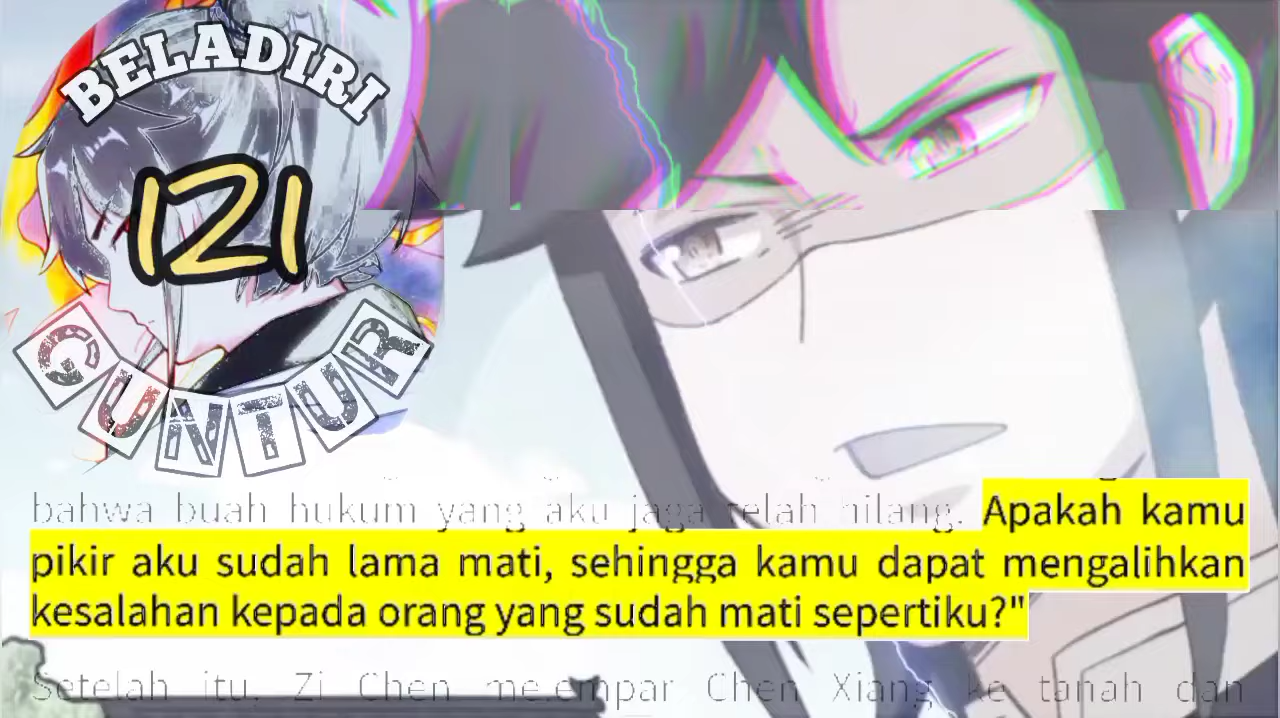 BELADIRI
121
GUNTUR
bahwa buah hukum yang aku jaga telah hilang. Apakah kamu
pikir aku sudah lama mati, sehingga kamu dapat mengalihkan
kesalahan kepada orang yang sudah mati sepertiku?"
Setelah itu, Zi Chen melempar Chen Xiang ke tanah dan